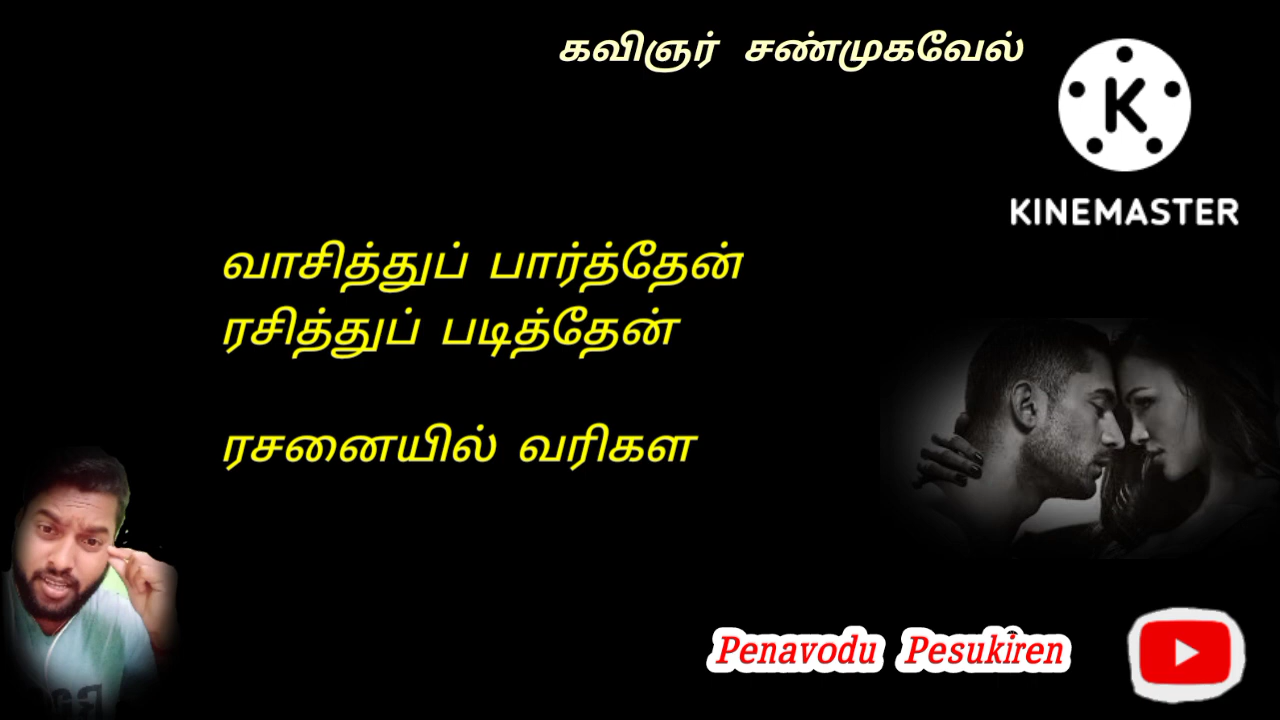 கவிஞர் சண்முகவேல்
KINEMASTER
வாசித்துப் பார்த்தேன்
ரசித்துப் படித்தேன்
ரசனையில் வரிகள
Penavodu Pesukiren